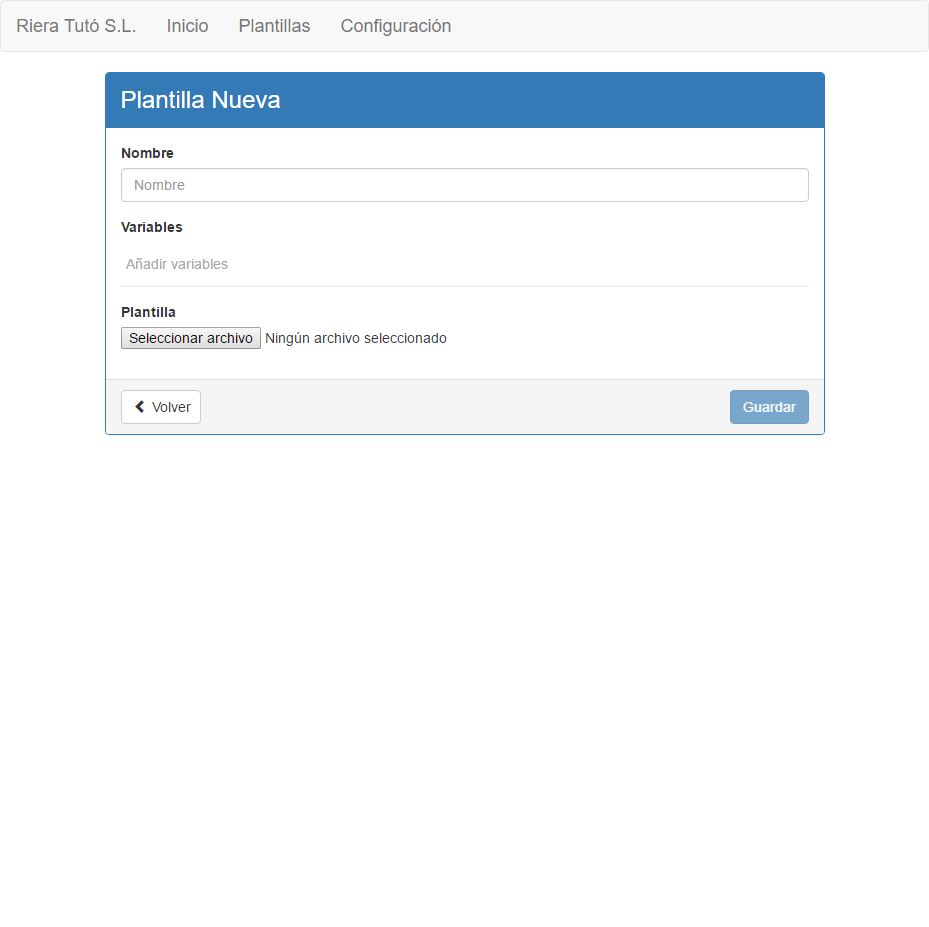 Riera Tutó S.L. Inicio Plantillas Configuración
Plantilla Nueva
Nombre
Nombre
Variables
Añadir variables
Plantilla
Seleccionar archivo Ningún archivo seleccionado
Volver Guardar